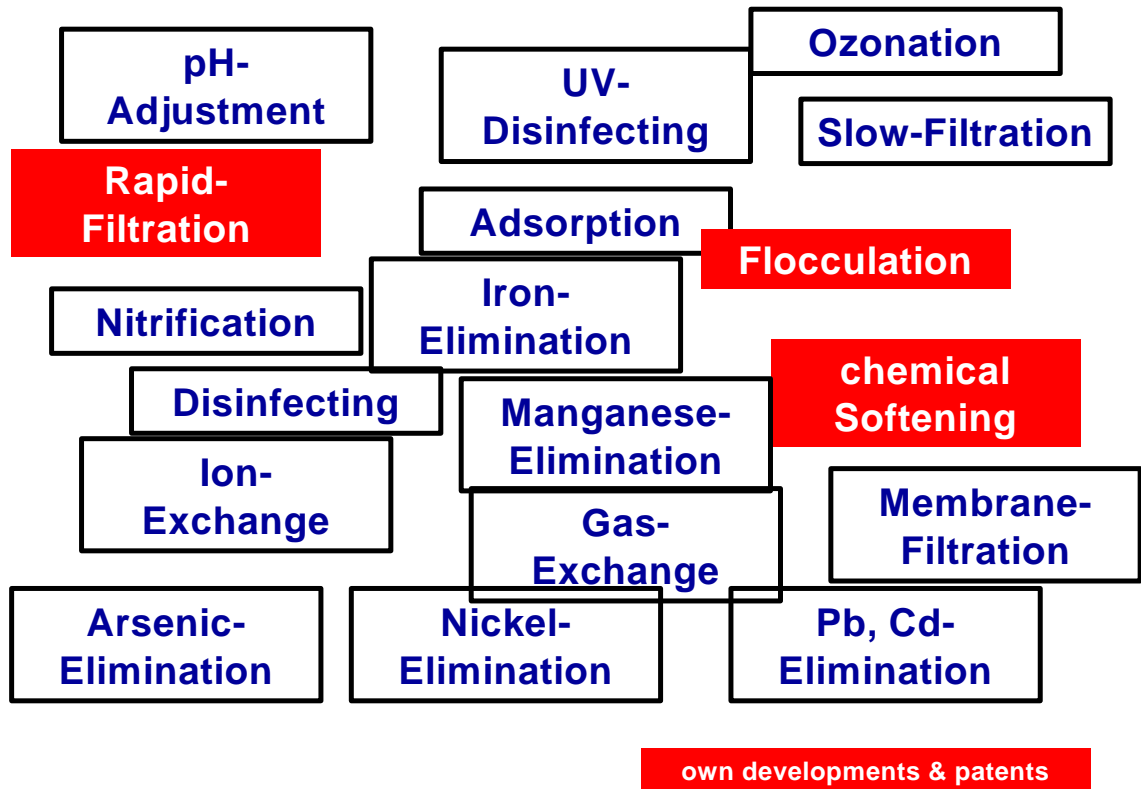 pH-
Adjustment
UV-
Disinfecting
Ozonation
Slow-Filtration
Rapid-
Filtration
Adsorption
Flocculation
Nitrification
Iron-
Elimination
Disinfecting
Manganese-
Elimination
chemical
Softening
Ion-
Exchange
Gas-
Exchange
Membrane-
Filtration
Arsenic-
Elimination
Nickel-
Elimination
Pb, Cd-
Elimination
own developments & patents